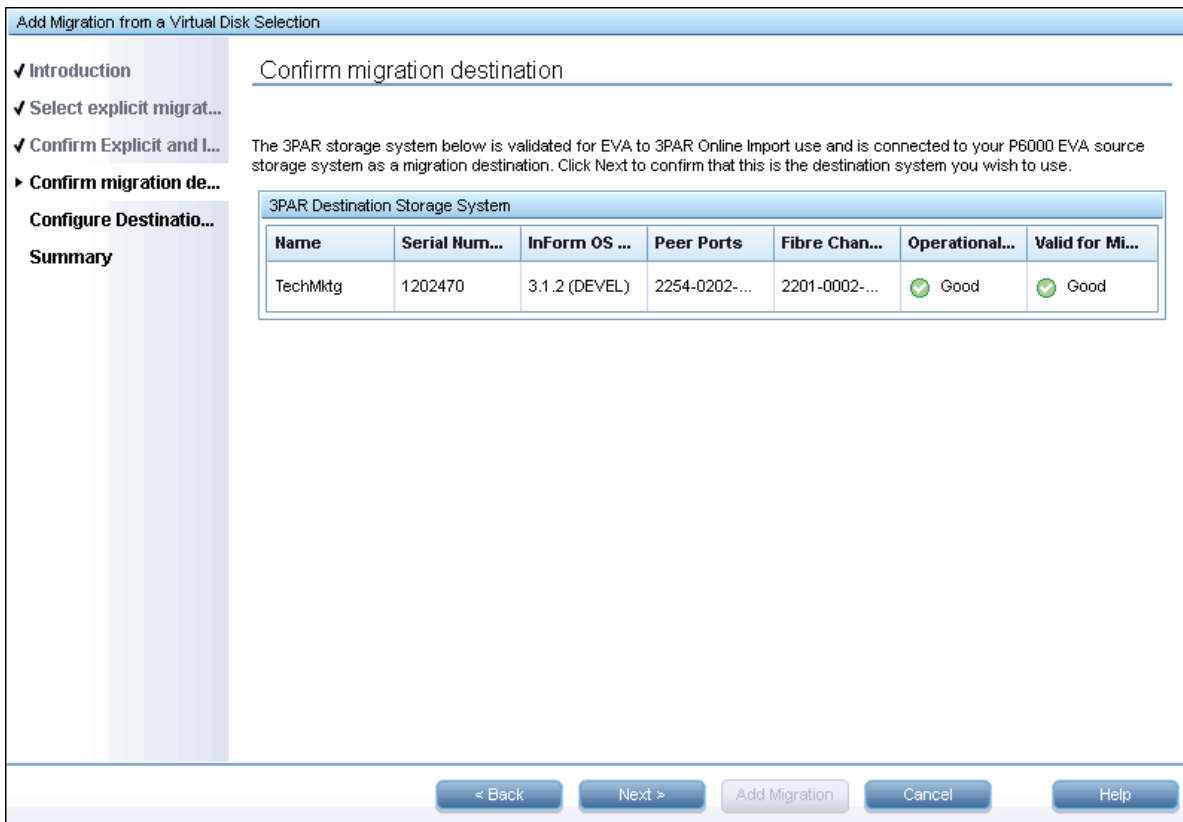 Add Migration from a Virtual Disk Selection
✓ Introduction
✓ Select explicit migrat...
✓ Confirm Explicit and I...
▸ Confirm migration de...
Configure Destinatio...
Summary
Confirm migration destination
The 3PAR storage system below is validated for EVA to 3PAR Online Import use and is connected to your P6000 EVA source
storage system as a migration destination. Click Next to confirm that this is the destination system you wish to use.
3PAR Destination Storage System
Name Serial Num... InForm OS ... Peer Ports Fibre Chan... Operational... Valid for Mi...
TechMktg 1202470 3.1.2 (DEVEL) 2254-0202-... 2201-0002-... Good Good
< Back Next > Add Migration Cancel Help